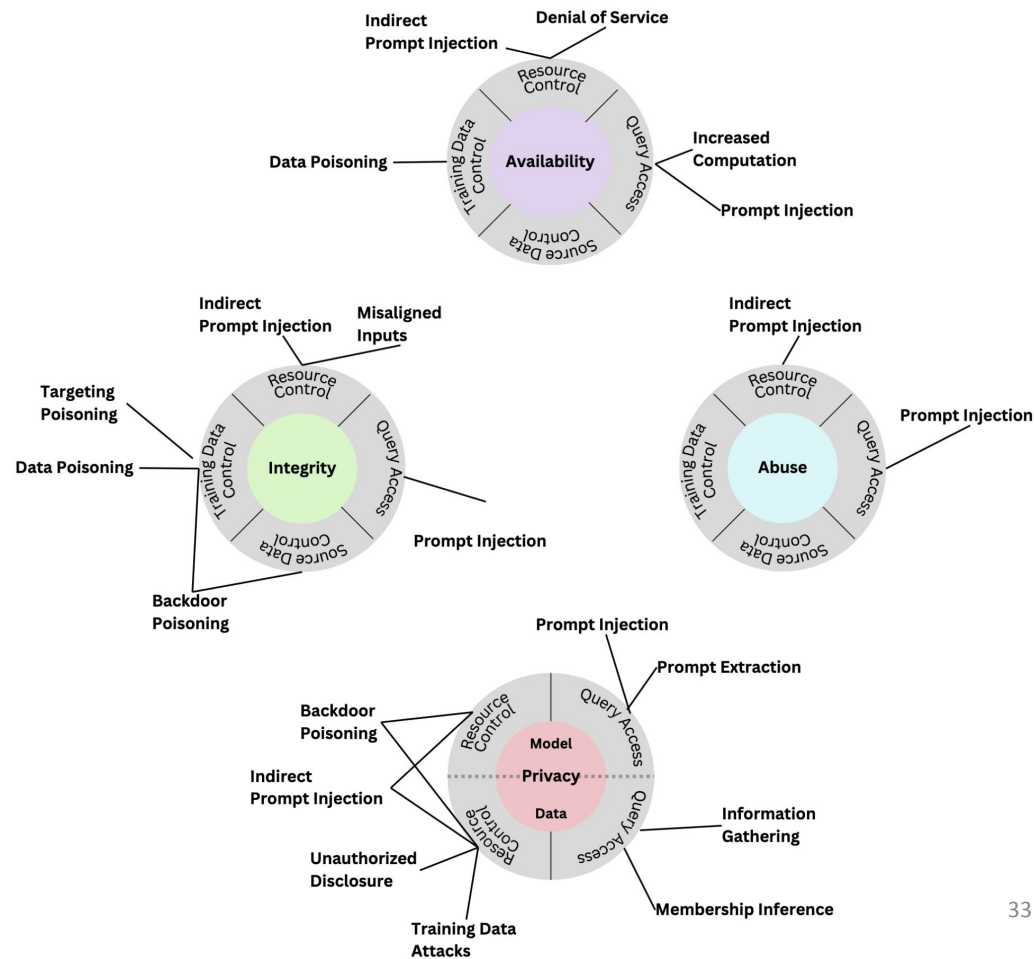 Indirect
Prompt Injection
Denial of Service
Resource
Control
Training Data
Control
Query Access
Source Data
Control
Availability
Data Poisoning
Increased
Computation
Prompt Injection
Indirect
Prompt Injection
Misaligned
Inputs
Targeting
Poisoning
Data Poisoning
Resource
Control
Training Data
Control
Query Access
Source Data
Control
Integrity
Prompt Injection
Backdoor
Poisoning
Indirect
Prompt Injection
Prompt Injection
Resource
Control
Training Data
Control
Query Access
Source Data
Control
Abuse
Prompt Injection
Prompt Extraction
Backdoor
Poisoning
Indirect
Prompt Injection
Unauthorized
Disclosure
Training Data
Attacks
Resource
Control
Query Access
Model
Privacy
Data
Resource
Control
Query Access
Information
Gathering
Membership Inference
33